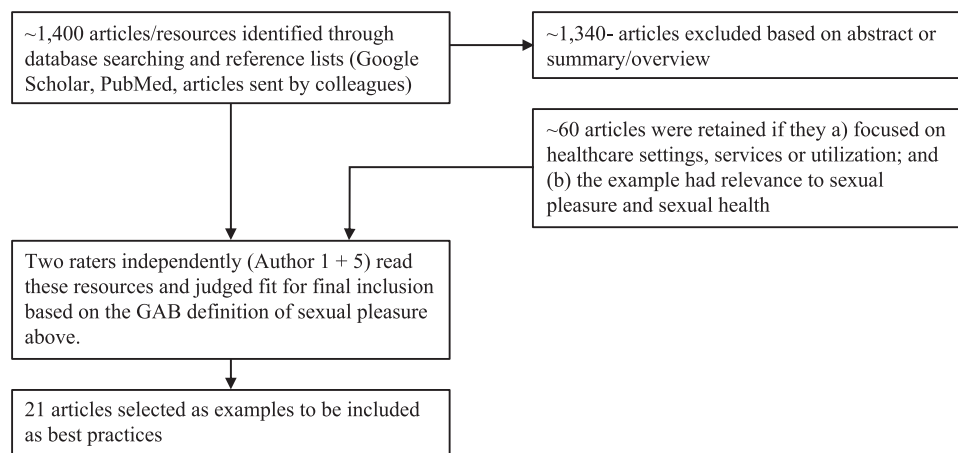 ~1,400 articles/resources identified through
database searching and reference lists (Google
Scholar, PubMed, articles sent by colleagues)
~1,340- articles excluded based on abstract or
summary/overview
~60 articles were retained if they a) focused on
healthcare settings, services or utilization; and
(b) the example had relevance to sexual
pleasure and sexual health
Two raters independently (Author 1 + 5) read
these resources and judged fit for final inclusion
based on the GAB definition of sexual pleasure
above.
21 articles selected as examples to be included
as best practices